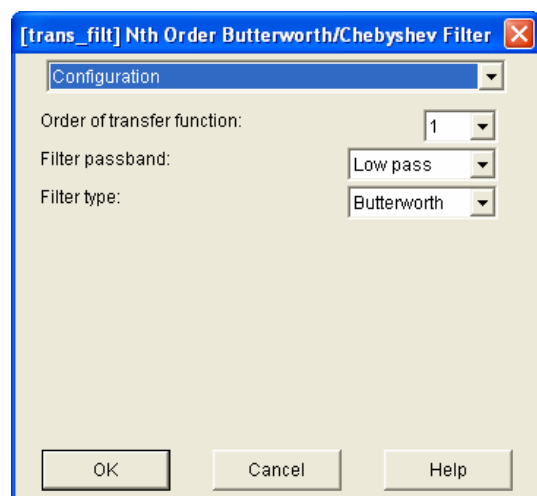 [trans_filt] Nth Order Butterworth/Chebyshev Filter
Configuration
Order of transfer function: 1
Filter passband: Low pass
Filter type: Butterworth
OK Cancel Help